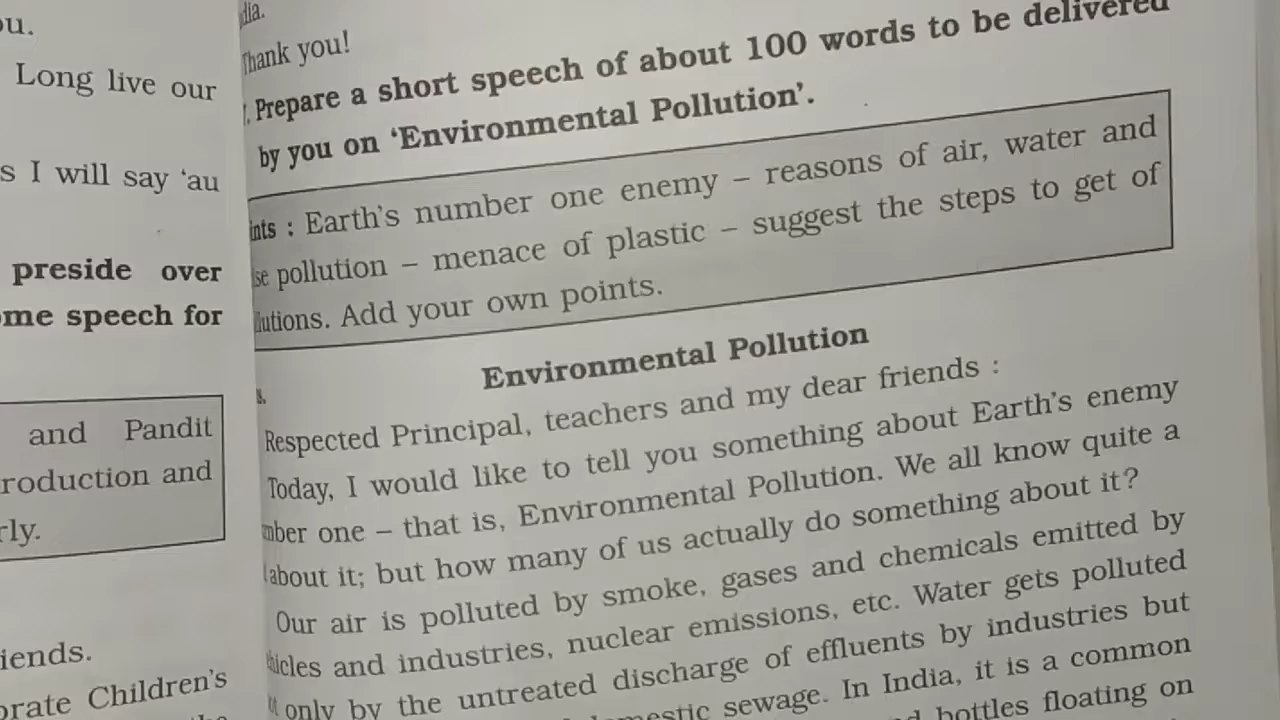 ou.
Long live our
s I will say 'au
preside over
ome speech for
and Pandit
roduction and
rly.
iends.
orate Children's
dia.
Thank you!
Prepare a short speech of about 100 words to be delivered
by you on 'Environmental Pollution'.
ints : Earth's number one enemy – reasons of air, water and
se pollution – menace of plastic – suggest the steps to get of
lutions. Add your own points.
s.
Environmental Pollution
Respected Principal, teachers and my dear friends :
Today, I would like to tell you something about Earth's enemy
mber one – that is, Environmental Pollution. We all know quite a
about it; but how many of us actually do something about it?
Our air is polluted by smoke, gases and chemicals emitted by
hicles and industries, nuclear emissions, etc. Water gets polluted
only by the untreated discharge of effluents by industries but
domestic sewage. In India, it is a common
bottles floating on